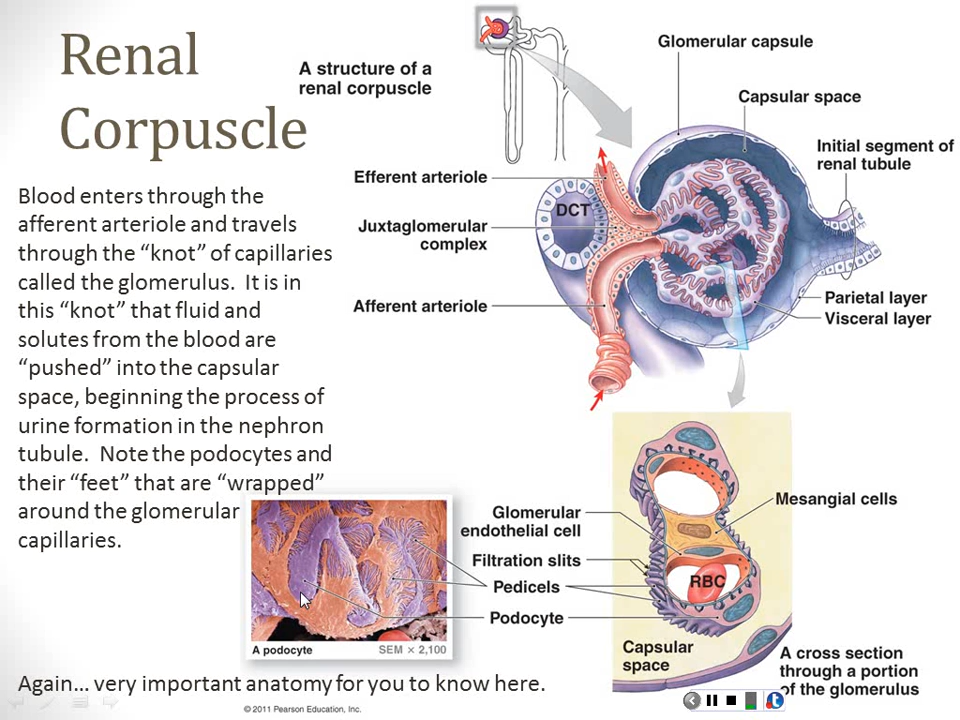 Renal
Corpuscle
A structure of a
renal corpuscle
Glomerular capsule
Capsular space
Initial segment of
renal tubule
Efferent arteriole
DCT
Juxtaglomerular
complex
Afferent arteriole
Parietal layer
Visceral layer
Blood enters through the
afferent arteriole and travels
through the “knot” of capillaries
called the glomerulus.  It is in
this “knot” that fluid and
solutes from the blood are
“pushed” into the capsular
space, beginning the process of
urine formation in the nephron
tubule.  Note the podocytes and
their “feet” that are “wrapped”
around the glomerular
capillaries.
Mesangial cells
Glomerular
endothelial cell
Filtration slits
Pedicels
RBC
Podocyte
Capsular
space
A podocyte
SEM × 2,100
A cross section
through a portion
of the glomerulus
Again… very important anatomy for you to know here.
© 2011 Pearson Education, Inc.
t